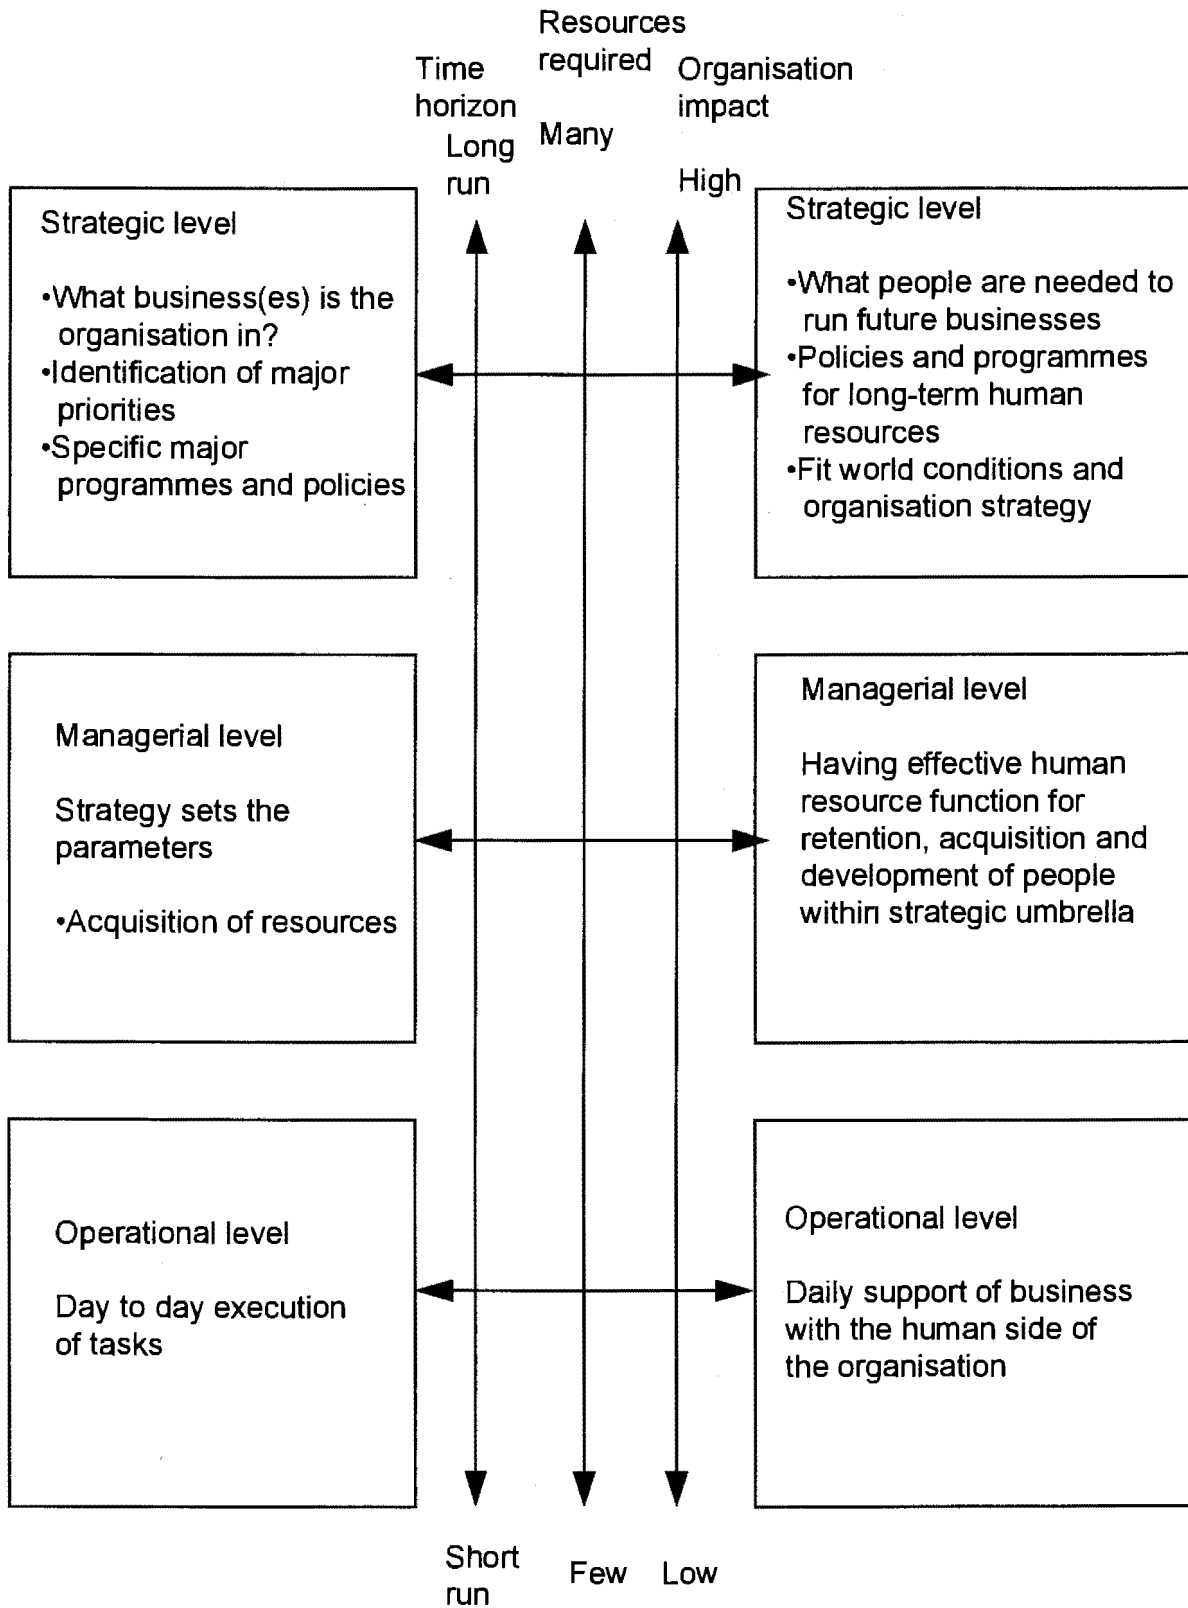 Resources
required
Time
horizon
Organisation
impact
Long
run
Many
High
Strategic level
•What business(es) is the
organisation in?
•Identification of major
priorities
•Specific major
programmes and policies
Strategic level
•What people are needed to
run future businesses
•Policies and programmes
for long-term human
resources
•Fit world conditions and
organisation strategy
Managerial level
Strategy sets the
parameters
•Acquisition of resources
Managerial level
Having effective human
resource function for
retention, acquisition and
development of people
within strategic umbrella
Operational level
Day to day execution
of tasks
Operational level
Daily support of business
with the human side of
the organisation
Short
run
Few
Low